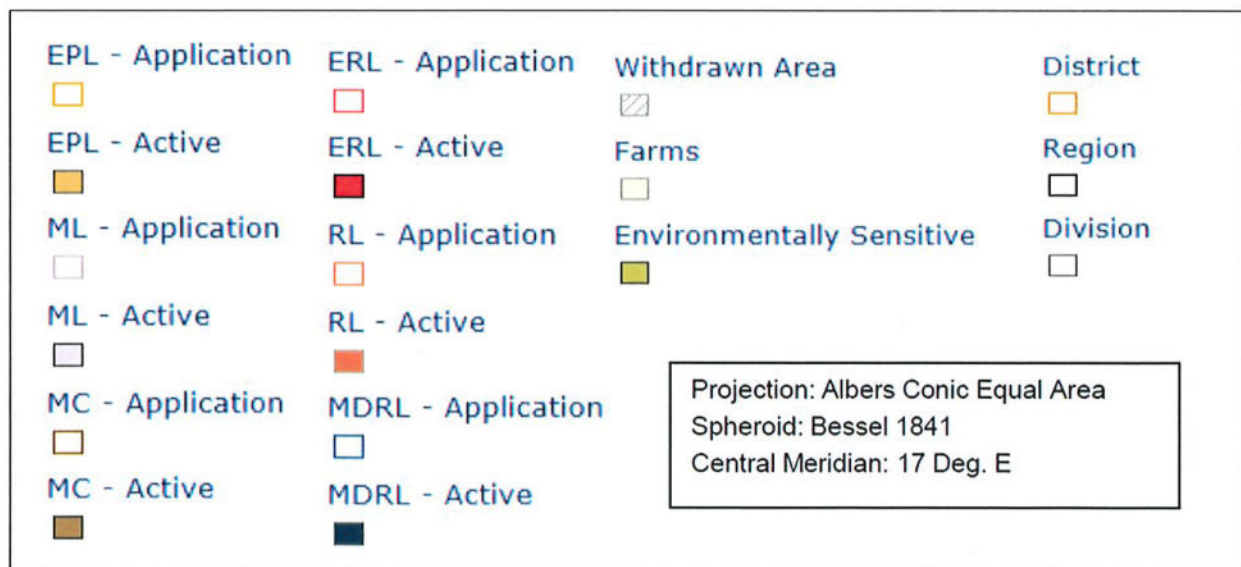 EPL - Application
EPL - Active
ML - Application
ML - Active
MC - Application
MC - Active
ERL - Application
ERL - Active
RL - Application
RL - Active
MDRL - Application
MDRL - Active
Withdrawn Area
Farms
Environmentally Sensitive
District
Region
Division
Projection: Albers Conic Equal Area
Spheroid: Bessel 1841
Central Meridian: 17 Deg. E